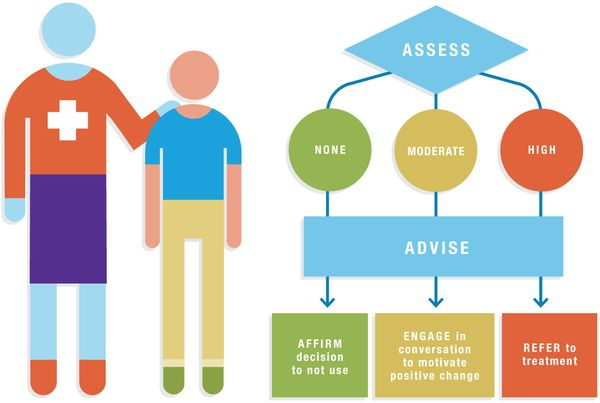 ASSESS
NONE
MODERATE
HIGH
ADVISE
AFFIRM
decision
to not use
ENGAGE in
conversation
to motivate
positive change
REFER to
treatment